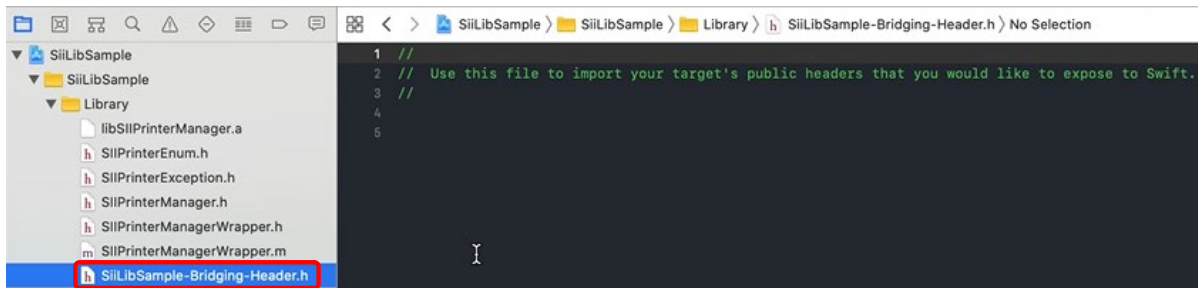 SiiLibSample 〉 SiiLibSample 〉 Library 〉 h SiiLibSample-Bridging-Header.h 〉 No Selection
SiiLibSample
SiiLibSample
Library
libSIIPrinterManager.a
h SIIPrinterEnum.h
h SIIPrinterException.h
h SIIPrinterManager.h
h SIIPrinterManagerWrapper.h
m SIIPrinterManagerWrapper.m
h SiiLibSample-Bridging-Header.h
1 //
2 // Use this file to import your target's public headers that you would like to expose to Swift.
3 //
4
5